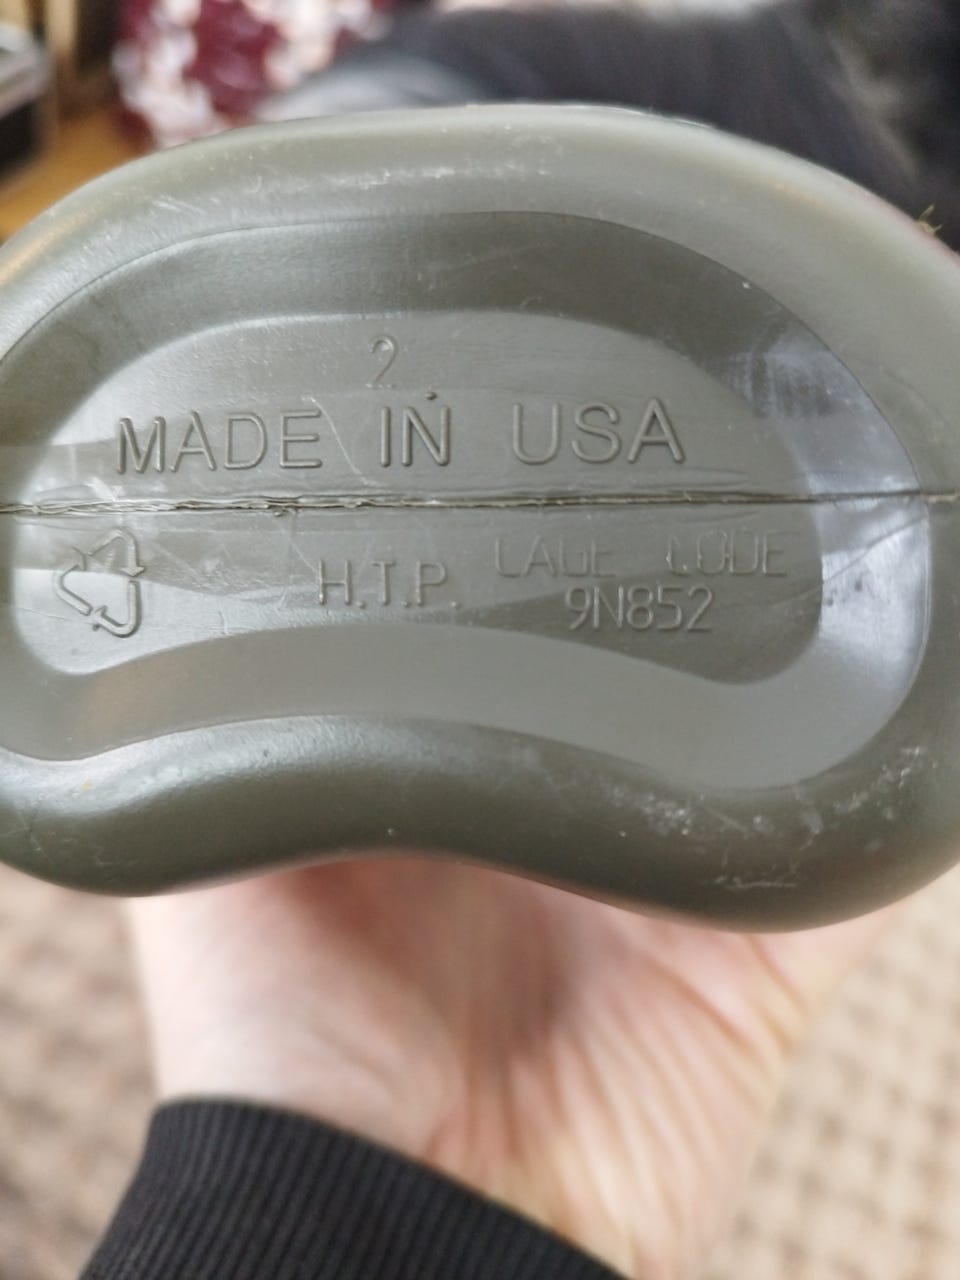 2
MADE IN USA
H.T.P. CAGE CODE
9N852